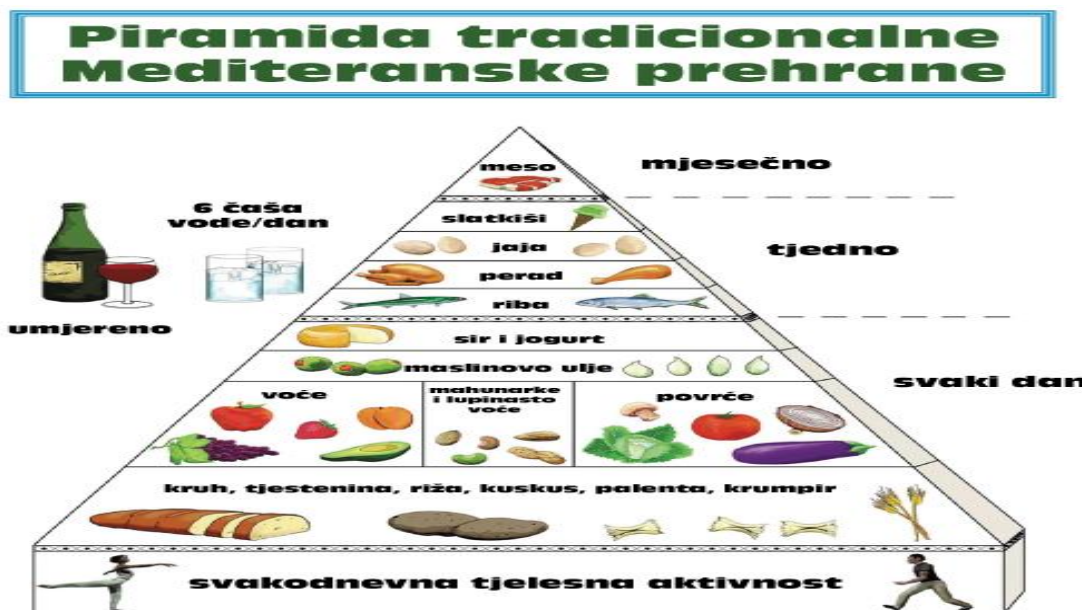 Piramida tradicionalne
Mediteranske prehrane
meso
mjesečno
6 čaša
vode/dan
slatkiši
jaja
tjedno
perad
riba
umjereno
sir i jogurt
maslinovo ulje
svaki dan
voće
mahunarke
i lupinasto
voće
povrće
kruh, tjestenina, riža, kuskus, palenta, krumpir
svakodnevna tjelesna aktivnost